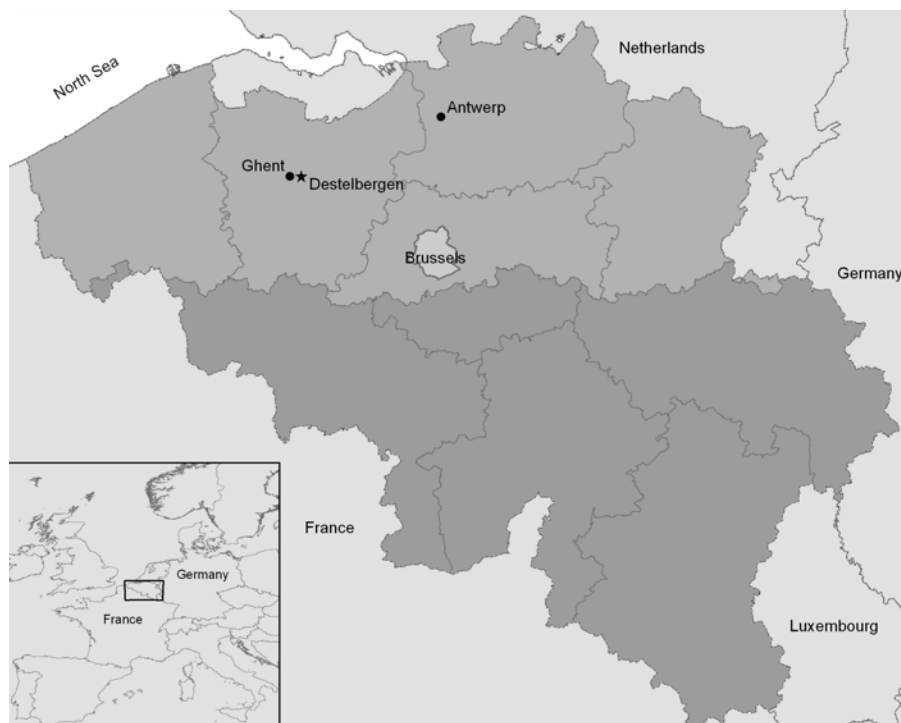 Netherlands
North Sea
Antwerp
Ghent
Destelbergen
Brussels
Germany
France
Germany
France
Luxembourg